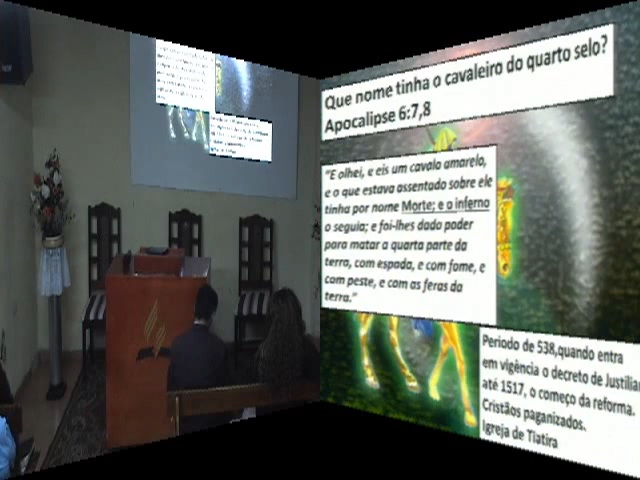 Que nome tinha o cavaleiro do quarto selo?
Apocalipse 6:7,8
"E olhei, e eis um cavalo amarelo,
e o que estava assentado sobre ele
tinha por nome Morte; e o inferno
o seguia; e foi-lhes dado poder
para matar a quarta parte da
terra, com espada, e com fome, e
com peste, e com as feras da
terra."
Periodo de 538,quando entra
em vigência o decreto de
até 1517, o começo da reforma.
Cristãos paganizados.
Igreja de Tiatira